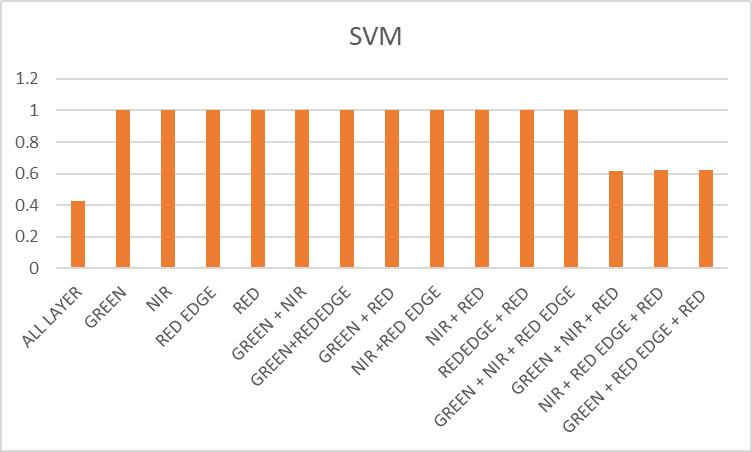 SVM
1.2
1
0.8
0.6
0.4
0.2
0
ALL LAYER
GREEN
NIR
RED EDGE
RED
GREEN + NIR
GREEN+REDEDGE
GREEN + RED
NIR +RED EDGE
NIR + RED
REDEDGE + RED
GREEN + NIR + RED EDGE
GREEN + NIR + RED
NIR + RED EDGE + RED
GREEN + RED EDGE + RED